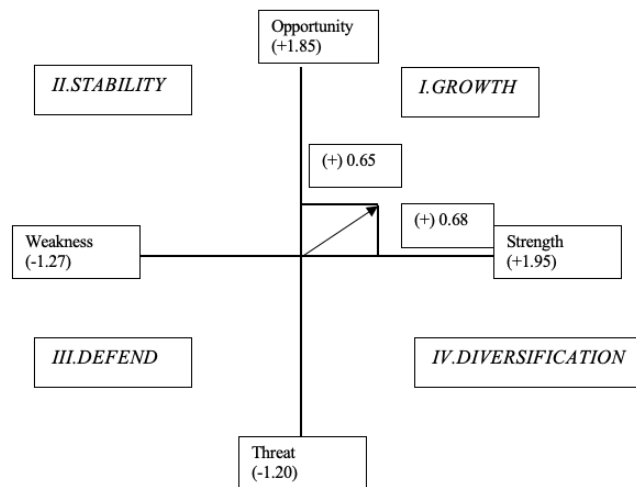 Opportunity
(+1.85)
II.STABILITY
I.GROWTH
(+) 0.65
(+) 0.68
Weakness
(-1.27)
Strength
(+1.95)
III.DEFEND
IV.DIVERSIFICATION
Threat
(-1.20)